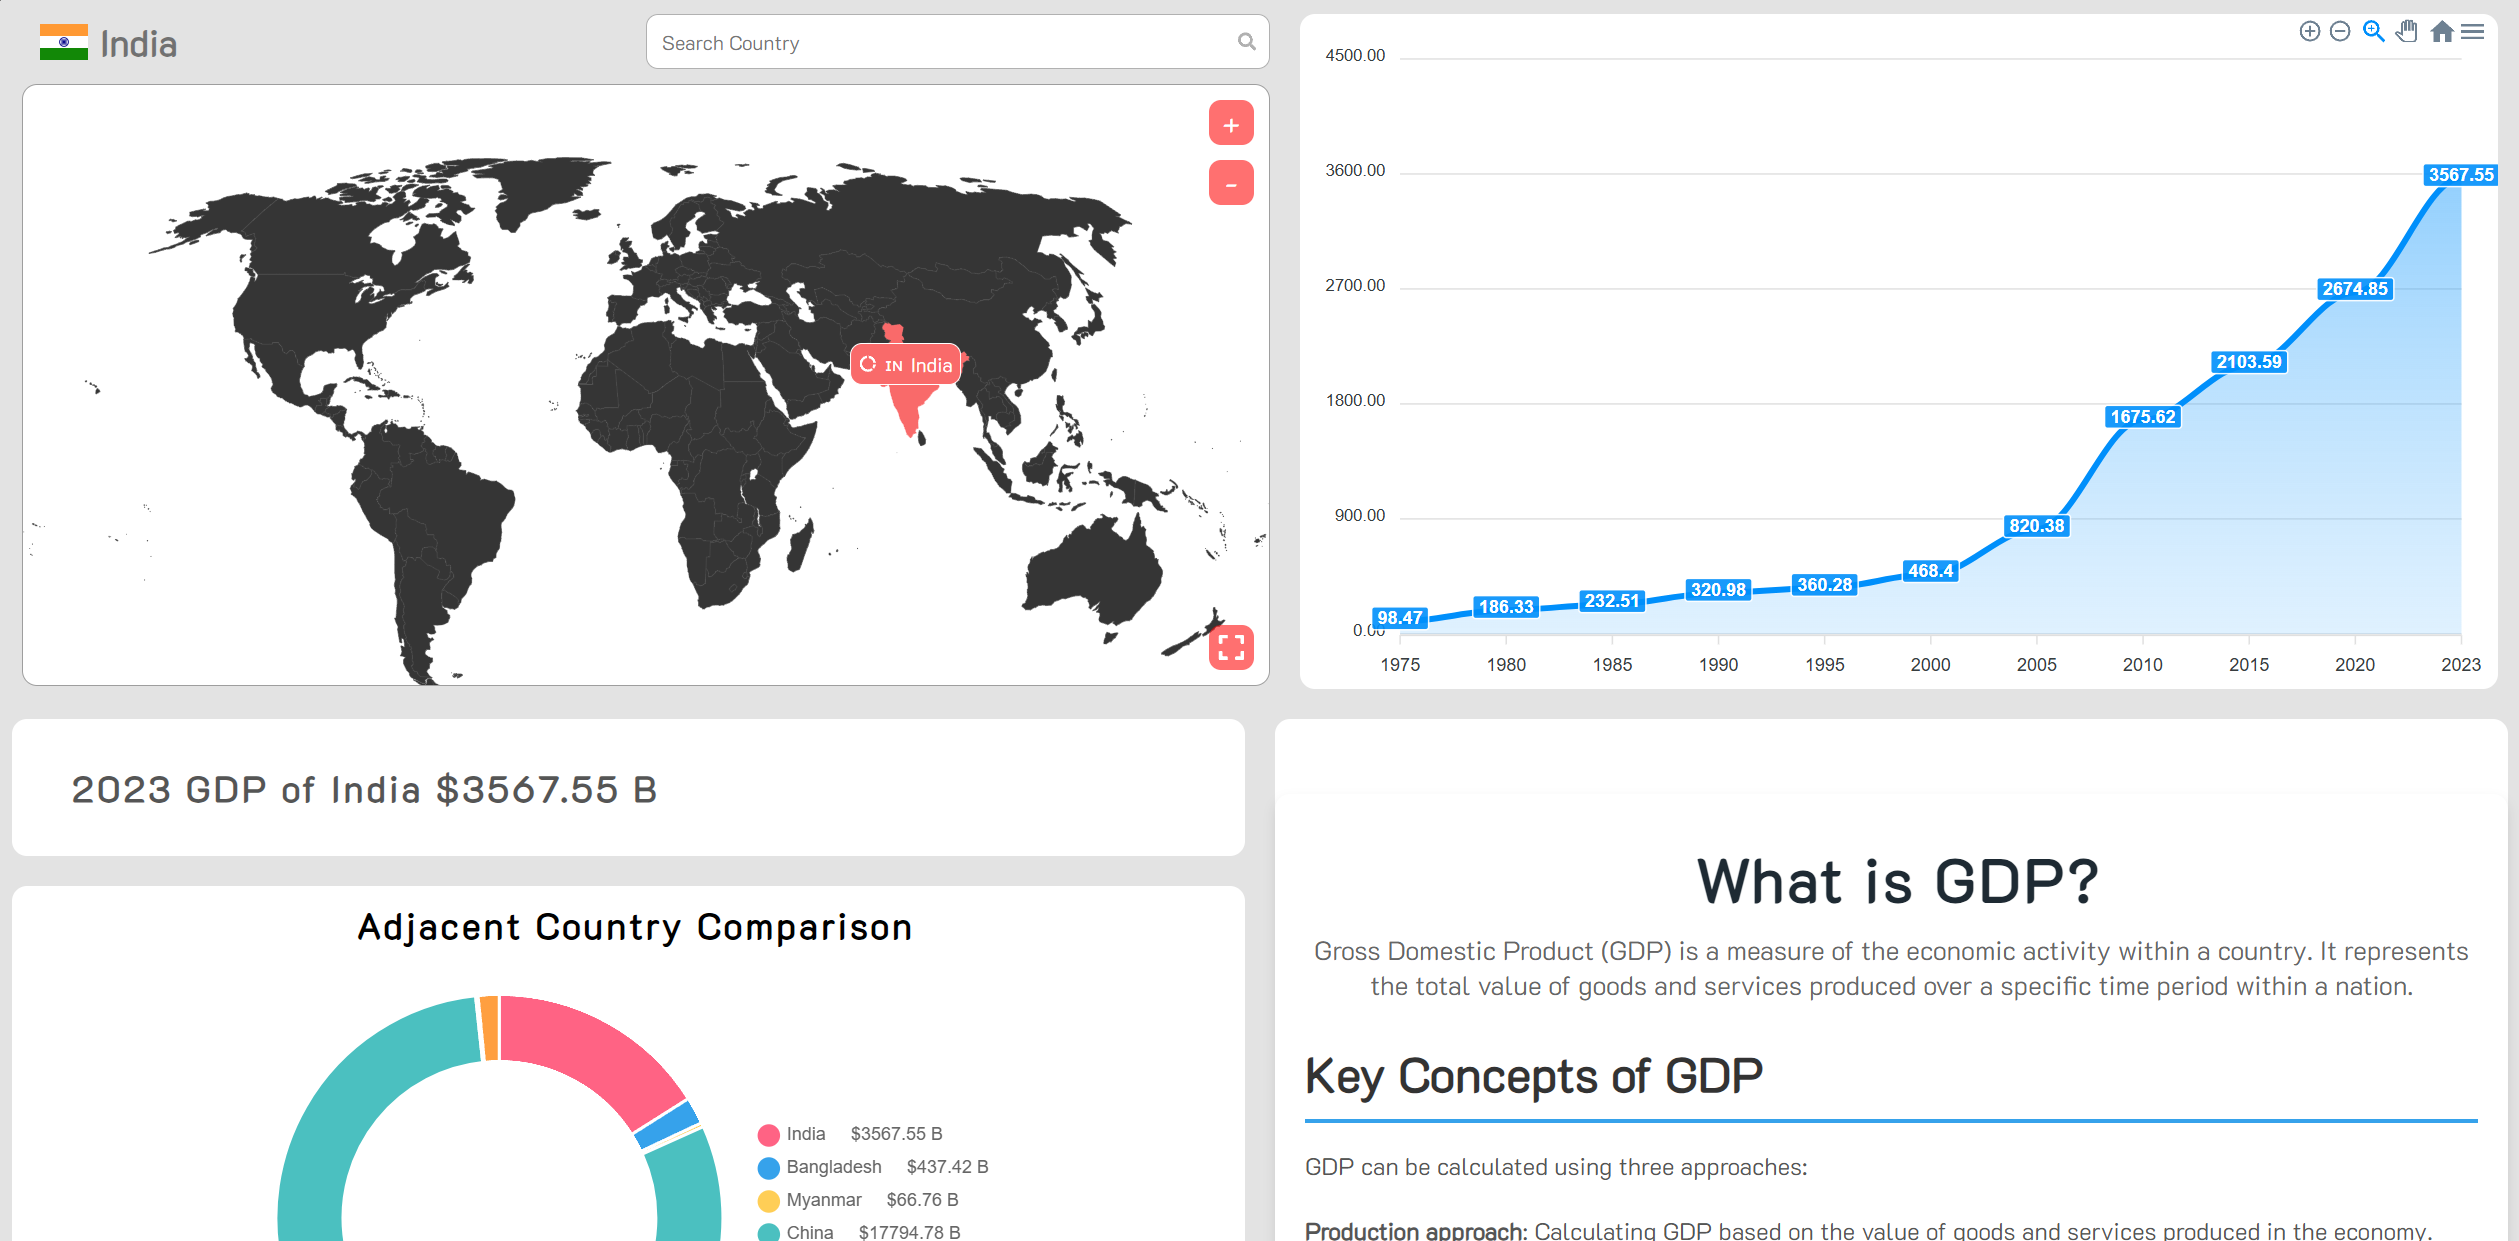 India
Search Country
+
-
IN India
4500.00
3600.00
2700.00
1800.00
900.00
3567.55
2674.85
2103.59
1675.62
820.38
468.4
360.28
320.98
232.51
186.33
98.47
1975 1980 1985 1990 1995 2000 2005 2010 2015 2020 2023
2023 GDP of India $3567.55 B
Adjacent Country Comparison
India $3567.55 B
Bangladesh $437.42 B
Myanmar $66.76 B
China $17794.78 B
What is GDP?
Gross Domestic Product (GDP) is a measure of the economic activity within a country. It represents
the total value of goods and services produced over a specific time period within a nation.
Key Concepts of GDP
GDP can be calculated using three approaches:
Production approach: Calculating GDP based on the value of goods and services produced in the economy.